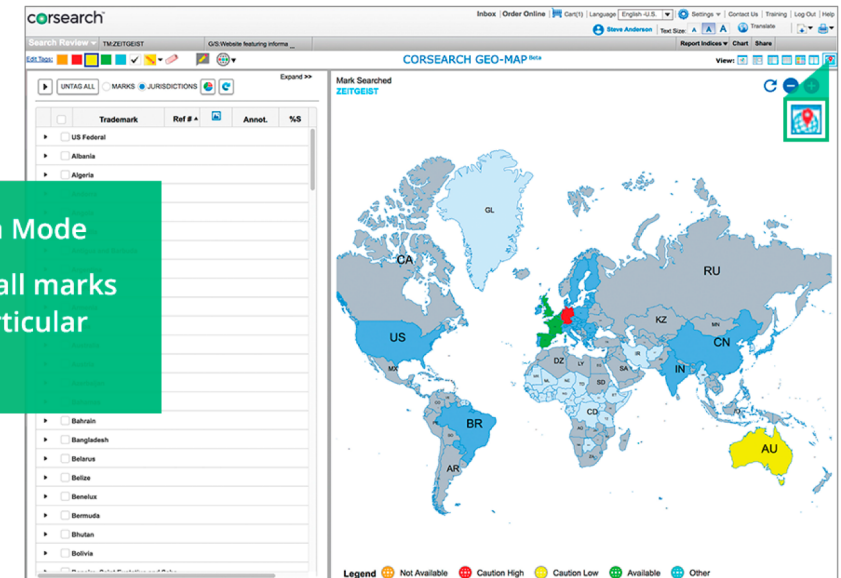 corsearch™
Inbox | Order Online | Cart(1) | Language English -U.S. Settings | Contact Us | Training | Log Out | Help
Steve Anderson Text Size: A A A Translate
Search Review TM:ZEITGEIST G/S:Website featuring informs _
Report Indices Chart Share
Edit Tags:
CORSEARCH GEO-MAP Beta
View:
Expand >>
UNTAG ALL MARKS JURISDICTIONS
Trademark Ref # Annot. %S
US Federal
Albania
Algeria
Mode
all marks
Bahrain
Bangladesh
Belarus
Belize
Benelux
Bermuda
Bhutan
Bolivia
Mark Searched
ZEITGEIST
GL
CA
RU
KZ
MN
US
CN
MX
DZ
LY
SA
IR
IN
SD
CD
BR
AR
AU
Legend Not Available Caution High Caution Low Available Other